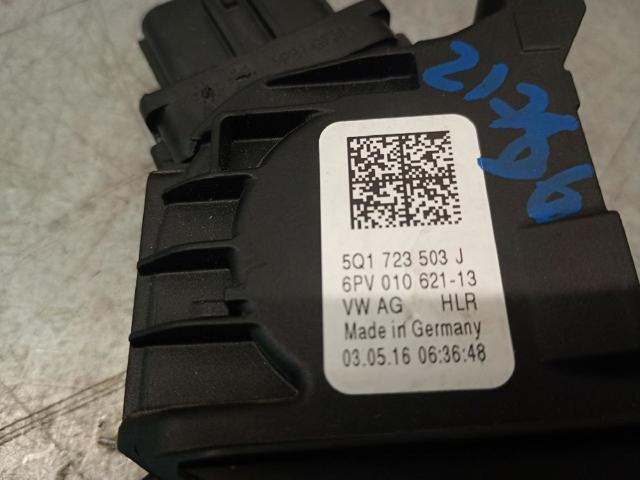 5Q1 723 503 J
6PV 010 621-13
VW AG HLR
Made in Germany
03.05.16 06:36:48